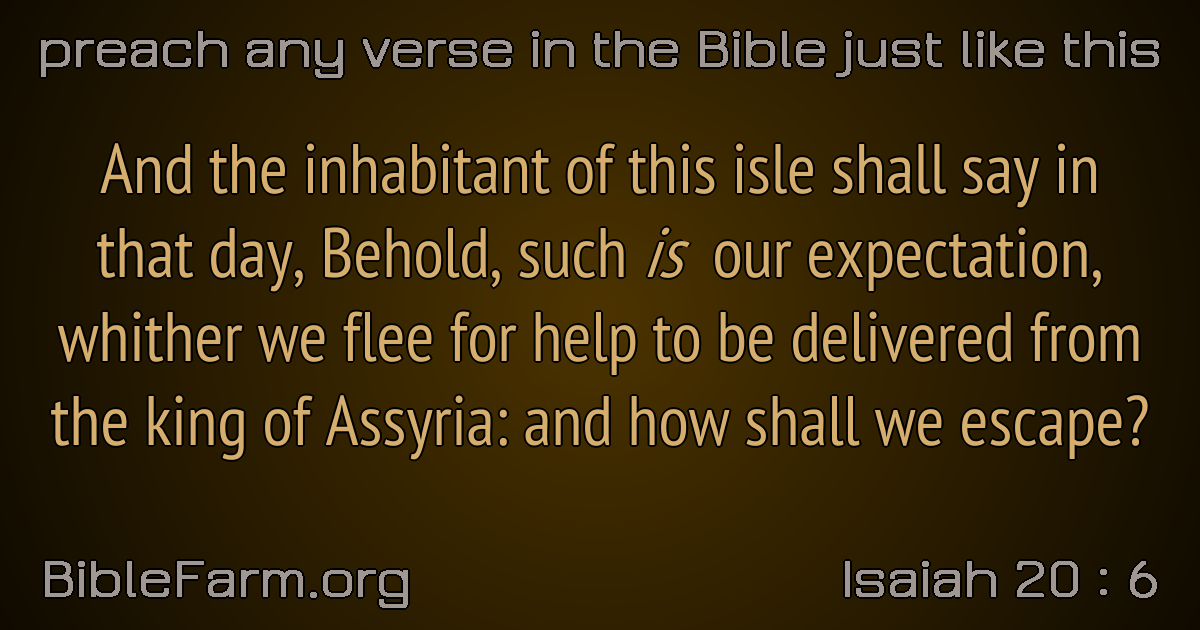 preach any verse in the Bible just like this
And the inhabitant of this isle shall say in
that day, Behold, such is our expectation,
whither we flee for help to be delivered from
the king of Assyria: and how shall we escape?
BibleFarm.org
Isaiah 20 : 6